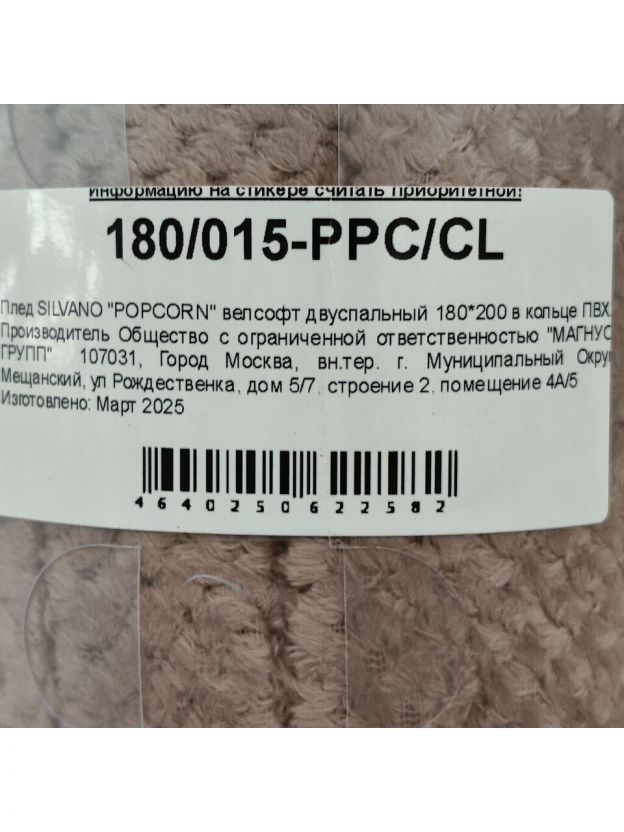 информацию на стикере считать приоритетной!
180/015-PPC/CL
Плед SILVANO "POPCORN" велсофт двуспальный 180*200 в кольце ПВХ.
Производитель Общество с ограниченной ответственностью "МАГНУС
ГРУПП" 107031, Город Москва, вн.тер. г. Муниципальный Округ
Мещанский, ул Рождественка, дом 5/7, строение 2, помещение 4А/5
Изготовлено: Март 2025
4640250622582